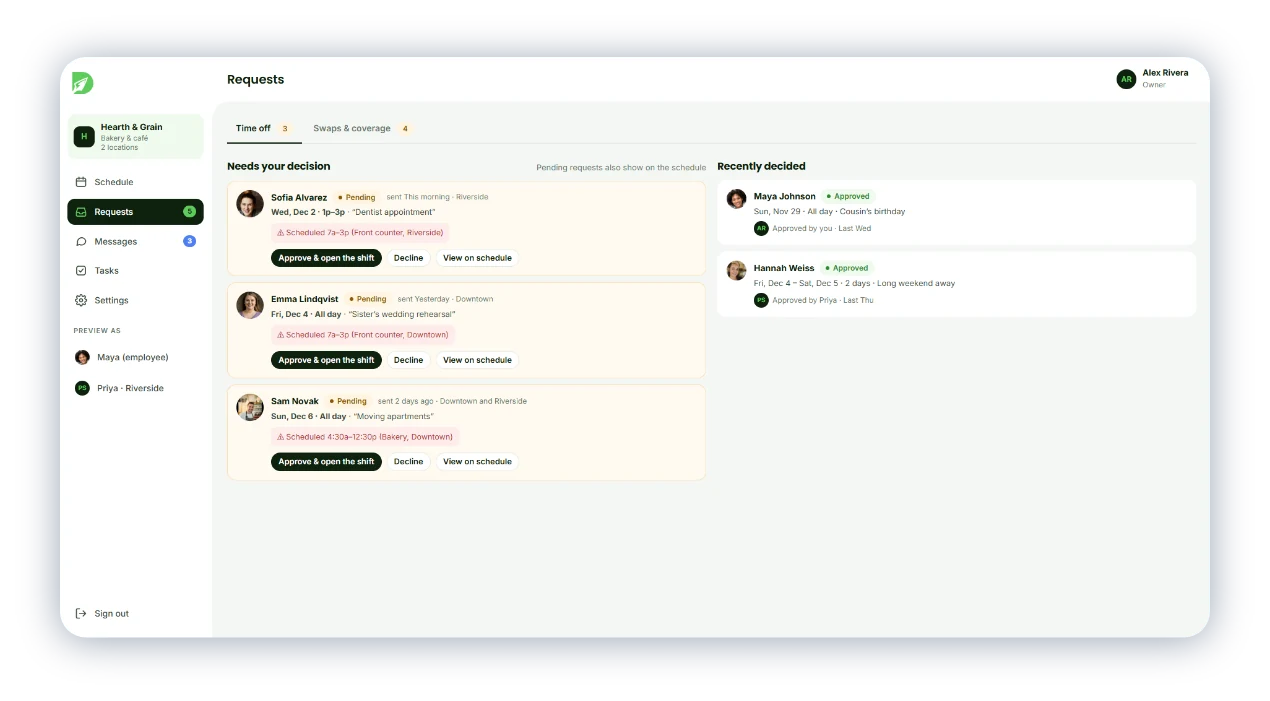 Requests
AR
Alex Rivera
Owner
H
Hearth & Grain
Bakery & café
2 locations
Schedule
Requests 5
Messages 3
Tasks
Settings
PREVIEW AS
Maya (employee)
PS Priya · Riverside
Sign out
Time off 3 Swaps & coverage 4
Needs your decision
Pending requests also show on the schedule
Sofia Alvarez Pending sent This morning · Riverside
Wed, Dec 2 · 1p–3p · “Dentist appointment”
Scheduled 7a–3p (Front counter, Riverside)
Approve & open the shift Decline View on schedule
Emma Lindqvist Pending sent Yesterday · Downtown
Fri, Dec 4 · All day · “Sister's wedding rehearsal”
Scheduled 7a–3p (Front counter, Downtown)
Approve & open the shift Decline View on schedule
Sam Novak Pending sent 2 days ago · Downtown and Riverside
Sun, Dec 6 · All day · “Moving apartments”
Scheduled 4:30a–12:30p (Bakery, Downtown)
Approve & open the shift Decline View on schedule
Recently decided
Maya Johnson Approved
Sun, Nov 29 · All day · Cousin's birthday
AR Approved by you · Last Wed
Hannah Weiss Approved
Fri, Dec 4 – Sat, Dec 5 · 2 days · Long weekend away
PS Approved by Priya · Last Thu